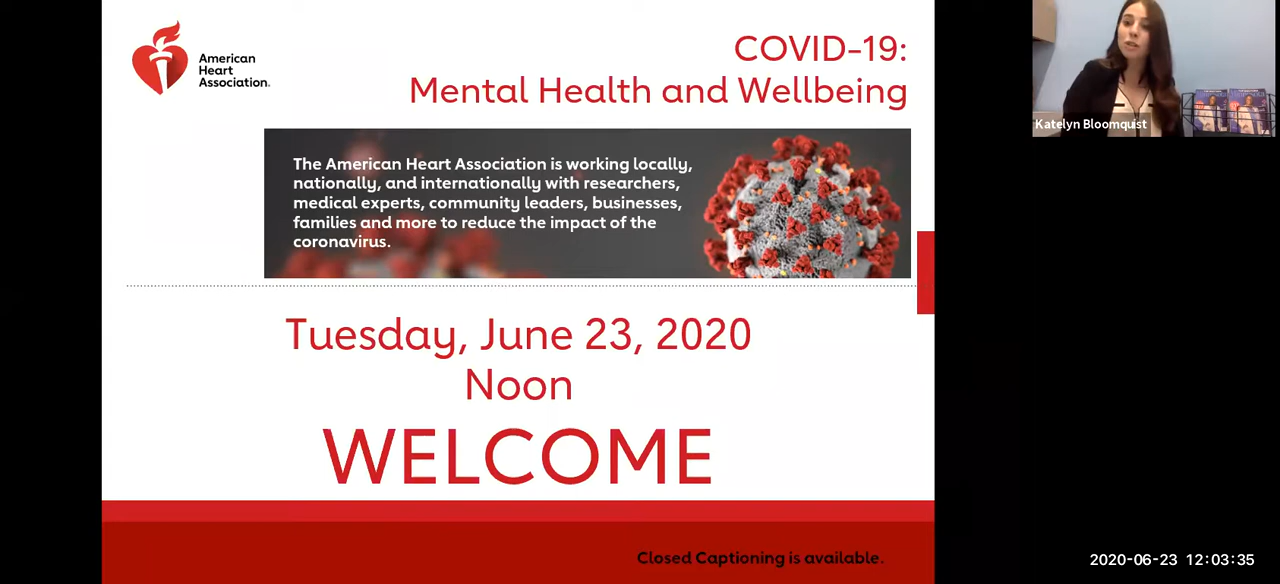 American
Heart
Association.
COVID-19:
Mental Health and Wellbeing
The American Heart Association is working locally,
nationally, and internationally with researchers,
medical experts, community leaders, businesses,
families and more to reduce the impact of the
coronavirus.
Tuesday, June 23, 2020
Noon
WELCOME
Closed Captioning is available.
Katelyn Bloomquist
2020-06-23 12:03:35